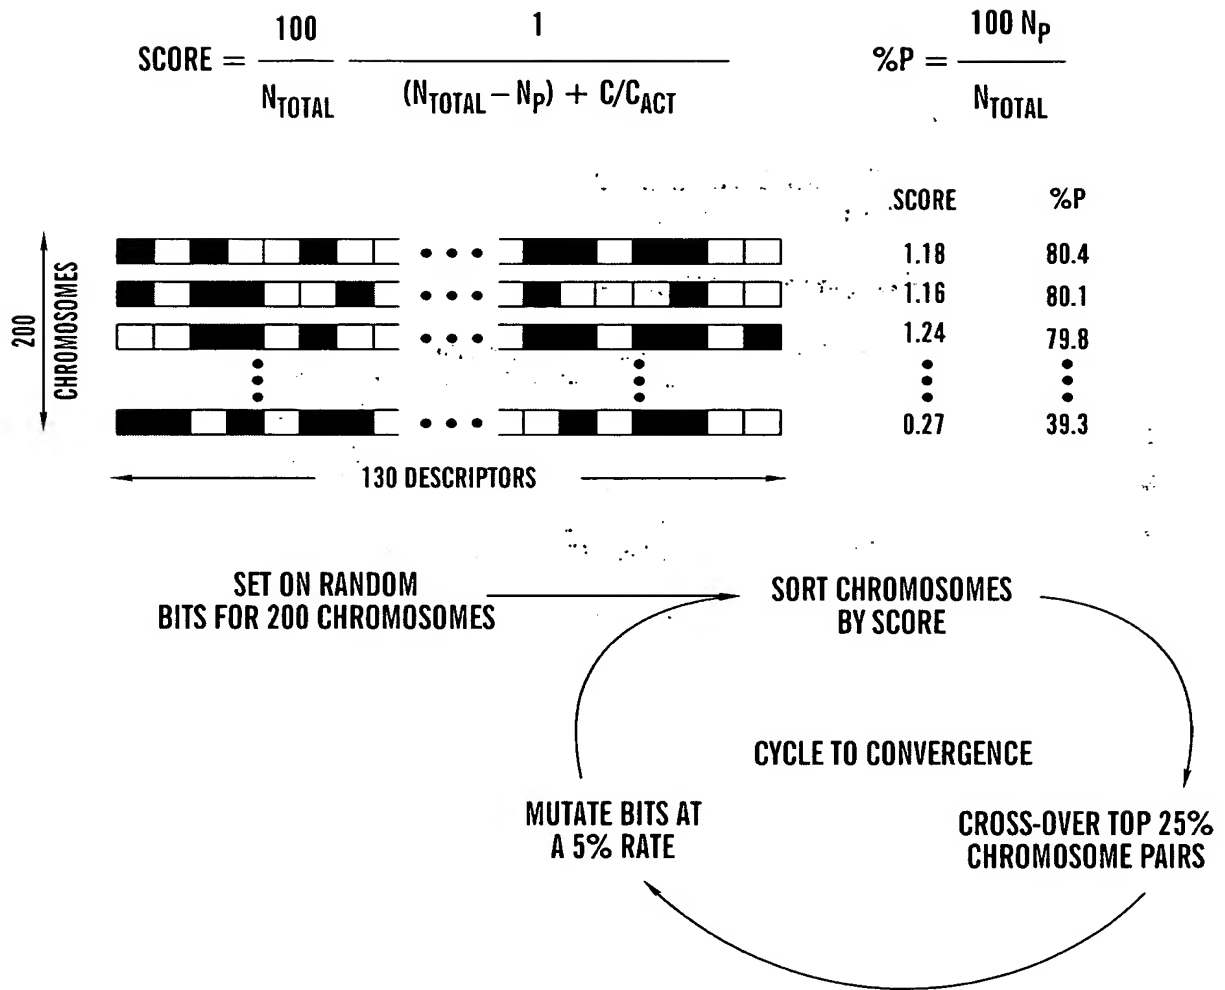 SCORE = 100 / N_TOTAL 1 / (N_TOTAL – N_P) + C/C_ACT
%P = 100 N_P / N_TOTAL
SCORE %P
1.18 80.4
1.16 80.1
1.24 79.8
0.27 39.3
200
CHROMOSOMES
130 DESCRIPTORS
SET ON RANDOM
BITS FOR 200 CHROMOSOMES
SORT CHROMOSOMES
BY SCORE
CYCLE TO CONVERGENCE
CROSS-OVER TOP 25%
CHROMOSOME PAIRS
MUTATE BITS AT
A 5% RATE